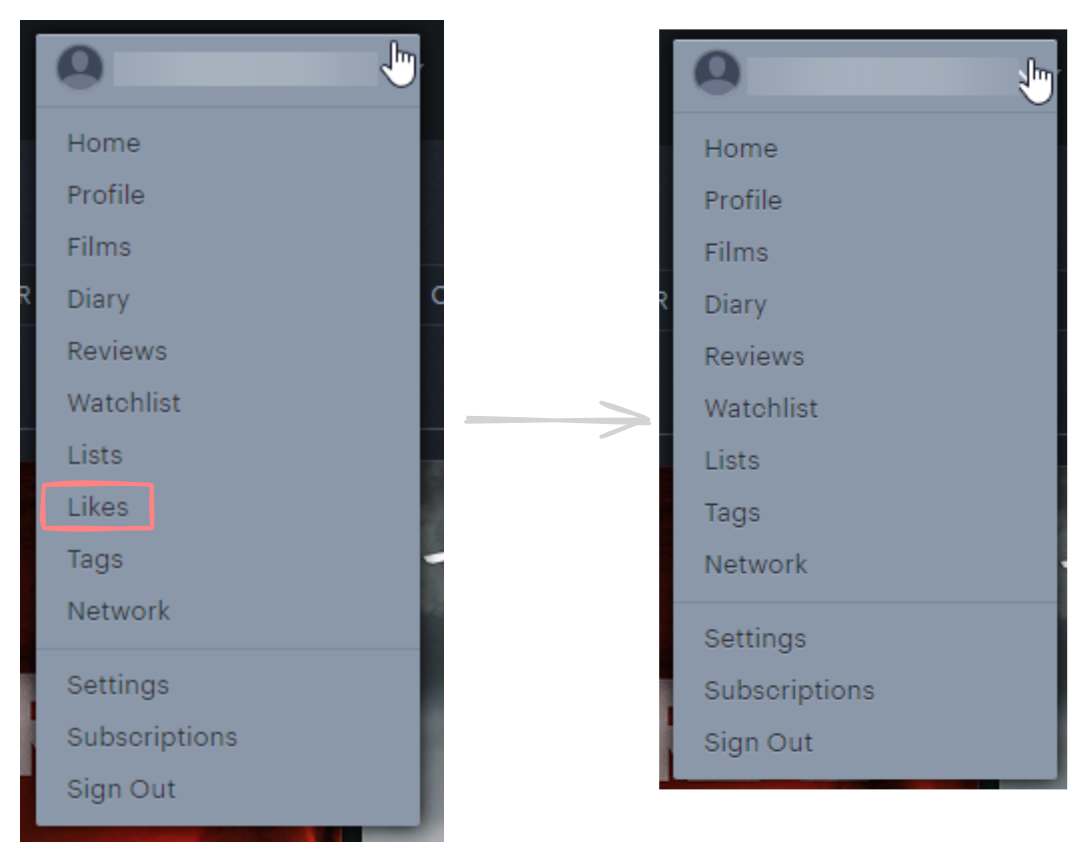 Home
Profile
Films
Diary
R
C
Reviews
Watchlist
Lists
Likes
Tags
Network
Settings
Subscriptions
Sign Out
Home
Profile
Films
Diary
R
Reviews
Watchlist
Lists
Tags
Network
Settings
Subscriptions
Sign Out